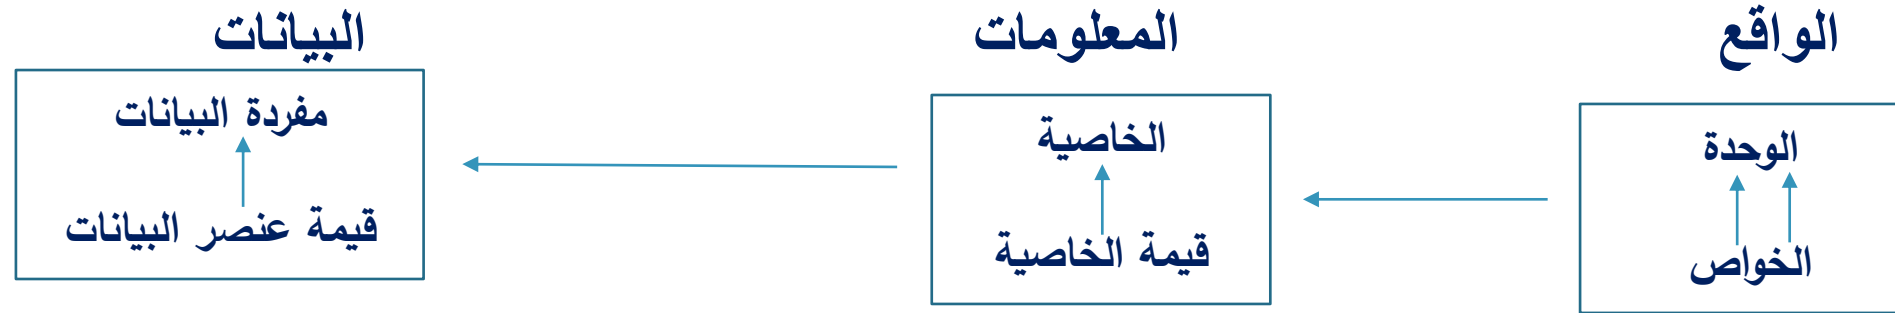 الواقع
الوحدة
الخواص
المعلومات
الخاصية
قيمة الخاصية
البيانات
مفردة البيانات
قيمة عنصر البيانات